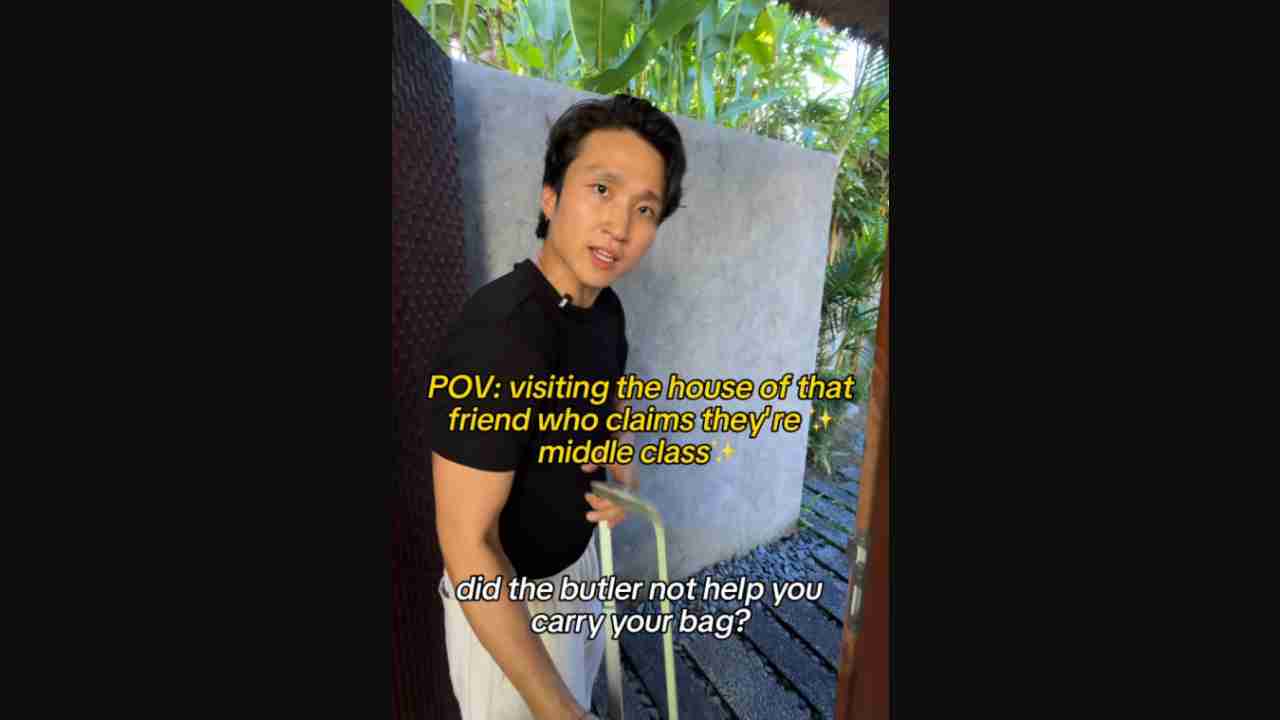 POV: visiting the house of that
friend who claims they're ✨
middle class✨
did the butler not help you
carry your bag?